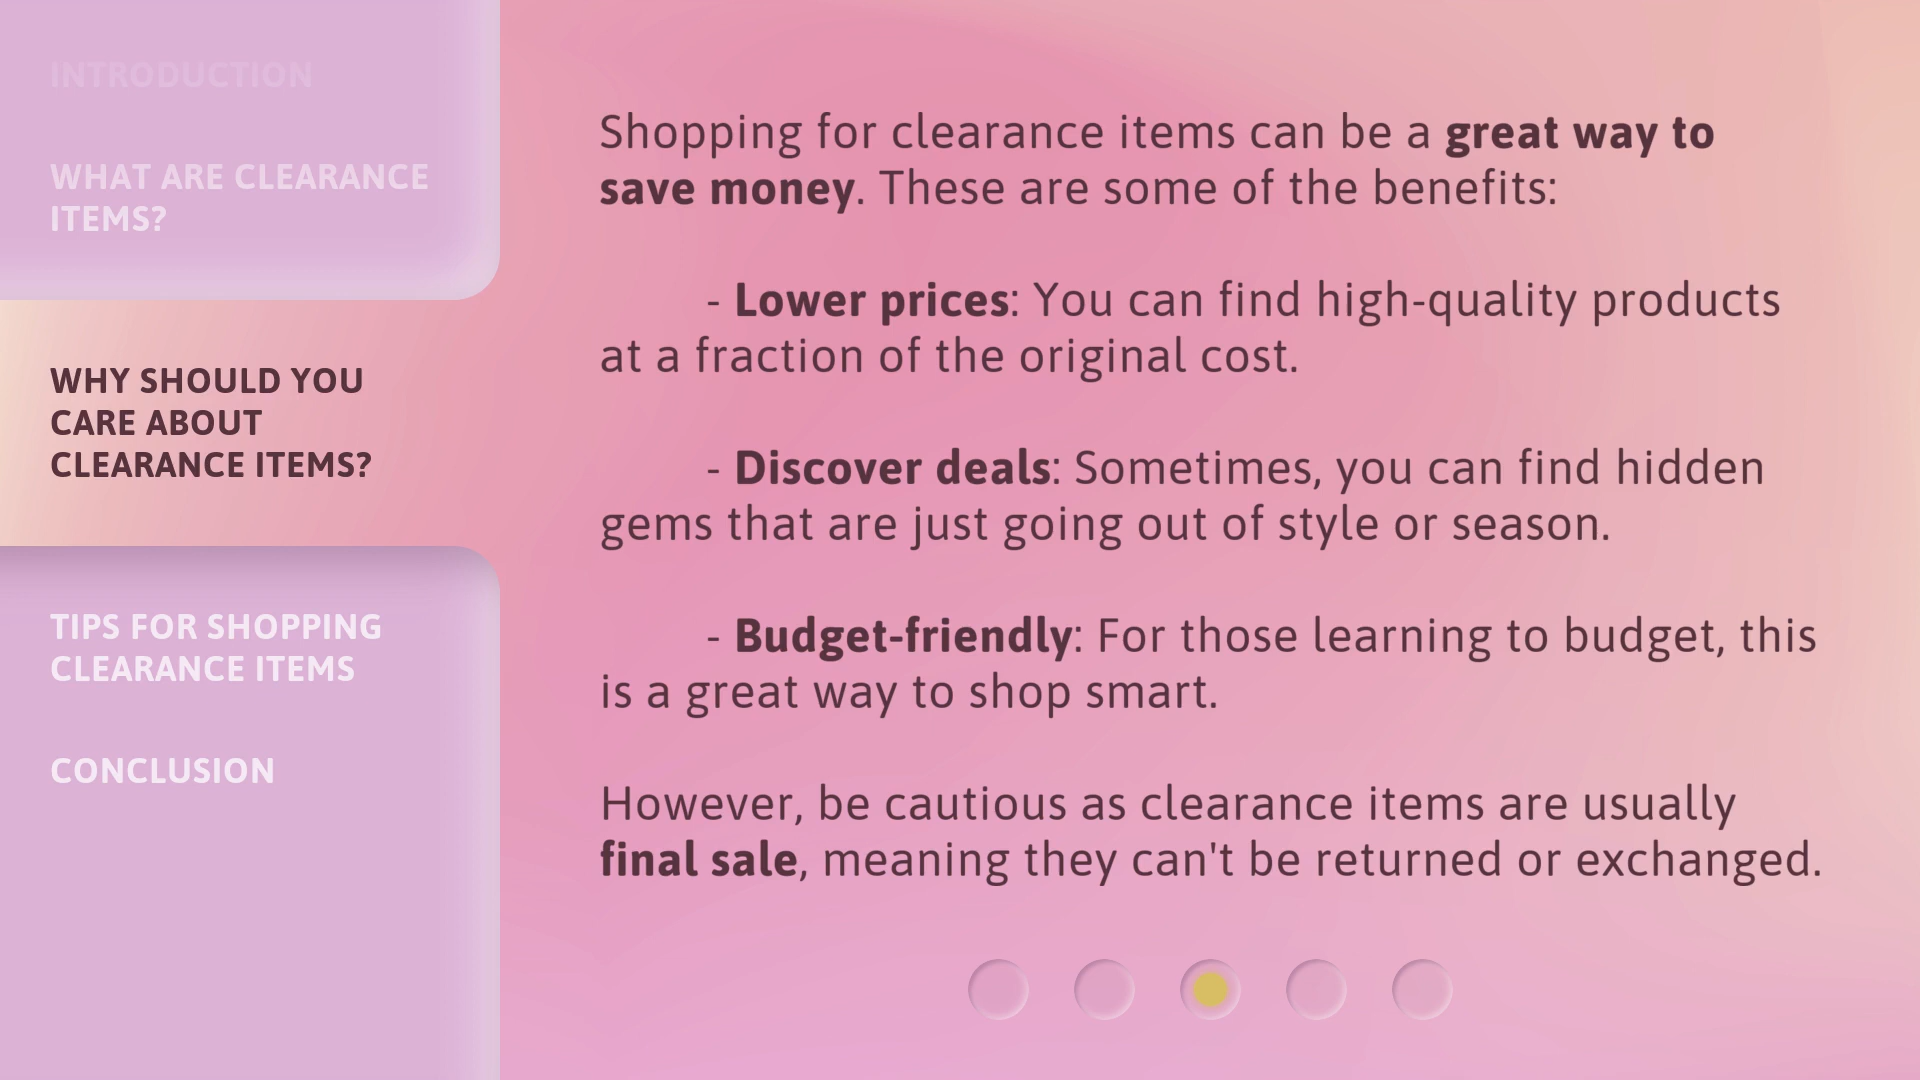 INTRODUCTION
WHAT ARE CLEARANCE
ITEMS?
WHY SHOULD YOU
CARE ABOUT
CLEARANCE ITEMS?
TIPS FOR SHOPPING
CLEARANCE ITEMS
CONCLUSION
Shopping for clearance items can be a great way to
save money. These are some of the benefits:
- Lower prices: You can find high-quality products
at a fraction of the original cost.
- Discover deals: Sometimes, you can find hidden
gems that are just going out of style or season.
- Budget-friendly: For those learning to budget, this
is a great way to shop smart.
However, be cautious as clearance items are usually
final sale, meaning they can't be returned or exchanged.